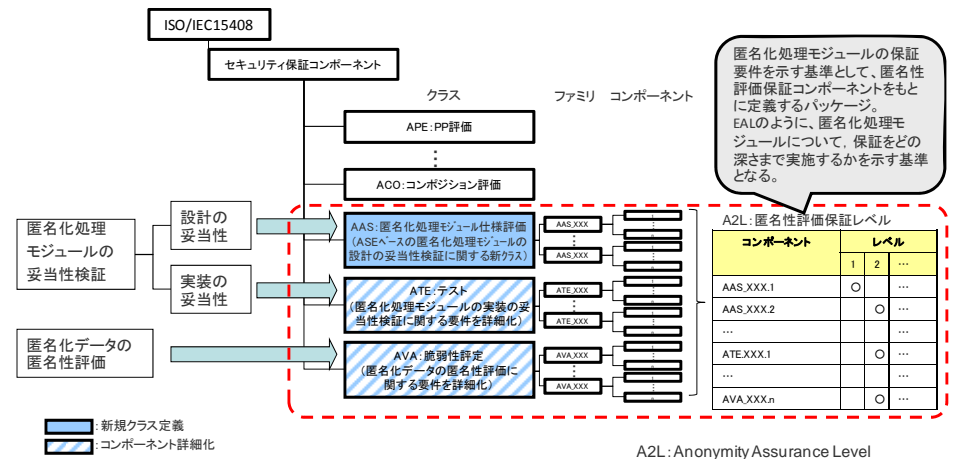 ISO/IEC15408
セキュリティ保証コンポーネント
クラス
ファミリ
コンポーネント
匿名化処理モジュールの保証
要件を示す基準として、匿名性
評価保証コンポーネントをもと
に定義するパッケージ。
EALのように、匿名化処理モ
ジュールについて，保証をどの
深さまで実施するかを示す基準
となる。
APE：PP評価
⋮
ACO：コンポジション評価
匿名化処理
モジュールの
妥当性検証
設計の
妥当性
実装の
妥当性
匿名化データの
匿名性評価
AAS：匿名化処理ﾓｼﾞｭｰﾙ仕様評価
（ASEﾍﾞｰｽの匿名化処理ﾓｼﾞｭｰﾙの
設計の妥当性検証に関する新クラス）
AAS_XXX
⋮
AAS_XXX
ATE：テスト
（匿名化処理モジュールの実装の妥
当性検証に関する要件を詳細化）
ATE_XXX
⋮
ATE_XXX
AVA：脆弱性評定
（匿名化データの匿名性評価に
関する要件を詳細化）
AVA_XXX
⋮
AVA_XXX
A2L：匿名性評価保証レベル
コンポーネント レベル
1 2 …
AAS_XXX.1 ○ …
AAS_XXX.2 ○ …
… …
ATE_XXX.1 ○ …
… …
AVA_XXX.n ○ …
：新規クラス定義
：コンポーネント詳細化
A2L：Anonymity Assurance Level